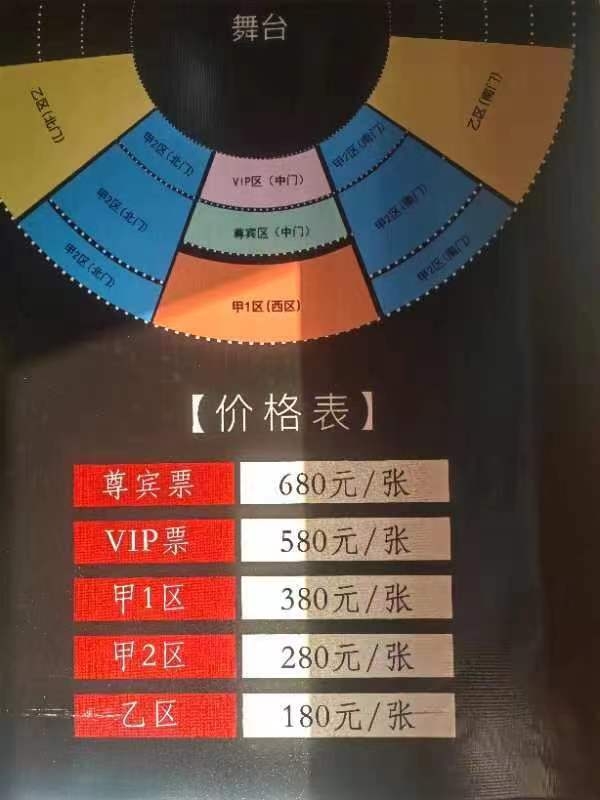 舞台
乙区(北门)
乙区(南门)
甲2区(北门)
甲2区(南门)
VIP区（中门）
甲2区(北门)
甲2区(南门)
尊宾区（中门）
甲2区(北门)
甲2区(南门)
甲1区(西区)
【价格表】
尊宾票 680元/张
VIP票 580元/张
甲1区 380元/张
甲2区 280元/张
乙区 180元/张